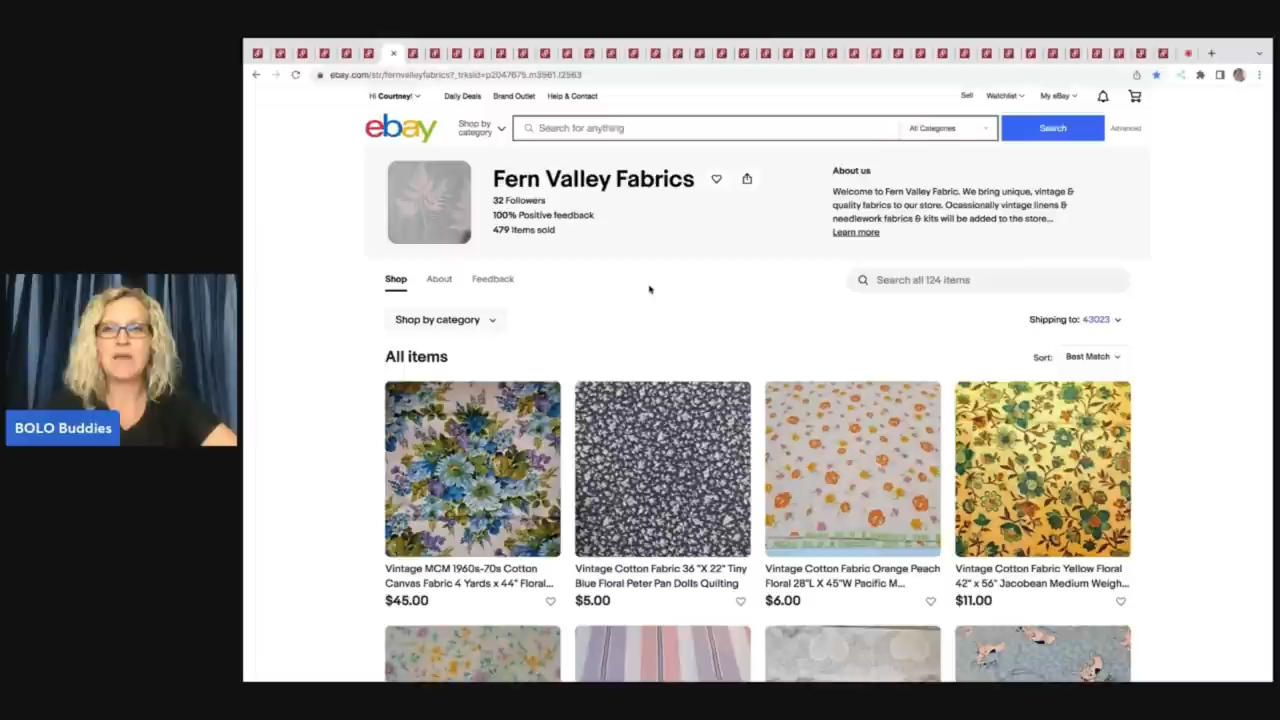 ebay.com/str/fernvalleyfabrics?_trksid=p2047675.m3561.l2563
Hi Courtney!
Daily Deals
Brand Outlet
Help & Contact
Sell
Watchlist
My eBay
ebay
Shop by
category
Search for anything
All Categories
Search
Advanced
Fern Valley Fabrics
32 Followers
100% Positive feedback
479 Items sold
About us
Welcome to Fern Valley Fabric. We bring unique, vintage &
quality fabrics to our store. Ocassionally vintage linens &
needlework fabrics & kits will be added to the store...
Learn more
Shop
About
Feedback
Search all 124 items
Shop by category
Shipping to: 43023
All items
Sort:
Best Match
Vintage MCM 1960s-70s Cotton
Canvas Fabric 4 Yards x 44" Floral...
$45.00
Vintage Cotton Fabric 36 "X 22" Tiny
Blue Floral Peter Pan Dolls Quilting
$5.00
Vintage Cotton Fabric Orange Peach
Floral 28"L X 45"W Pacific M...
$6.00
Vintage Cotton Fabric Yellow Floral
42" x 56" Jacobean Medium Weigh...
$11.00
BOLO Buddies